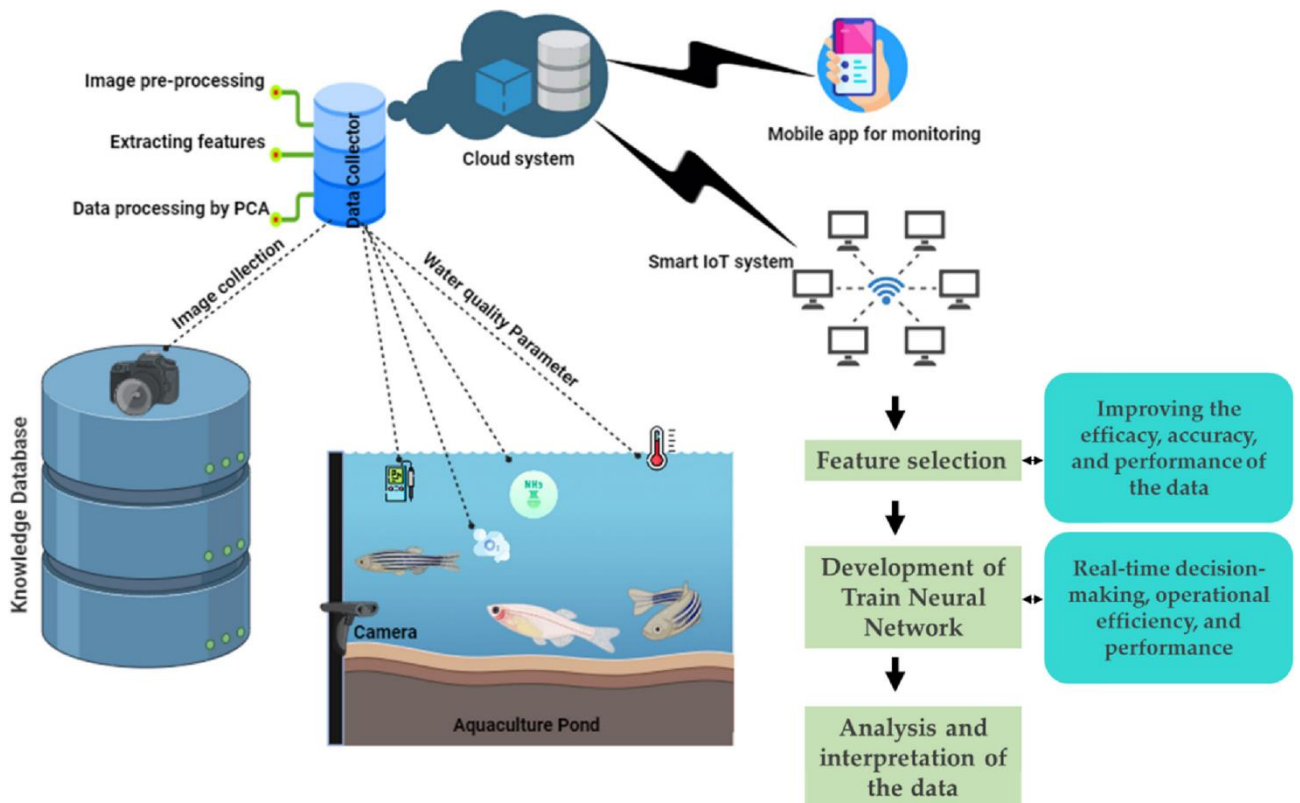 Image pre-processing
Extracting features
Data processing by PCA
Data Collector
Cloud system
Mobile app for monitoring
Smart IoT system
Image collection
Water quality Parameter
Knowledge Database
NH3
O2
Camera
Aquaculture Pond
Feature selection
Improving the
efficacy, accuracy,
and performance of
the data
Development of
Train Neural
Network
Real-time decision-
making, operational
efficiency, and
performance
Analysis and
interpretation of
the data